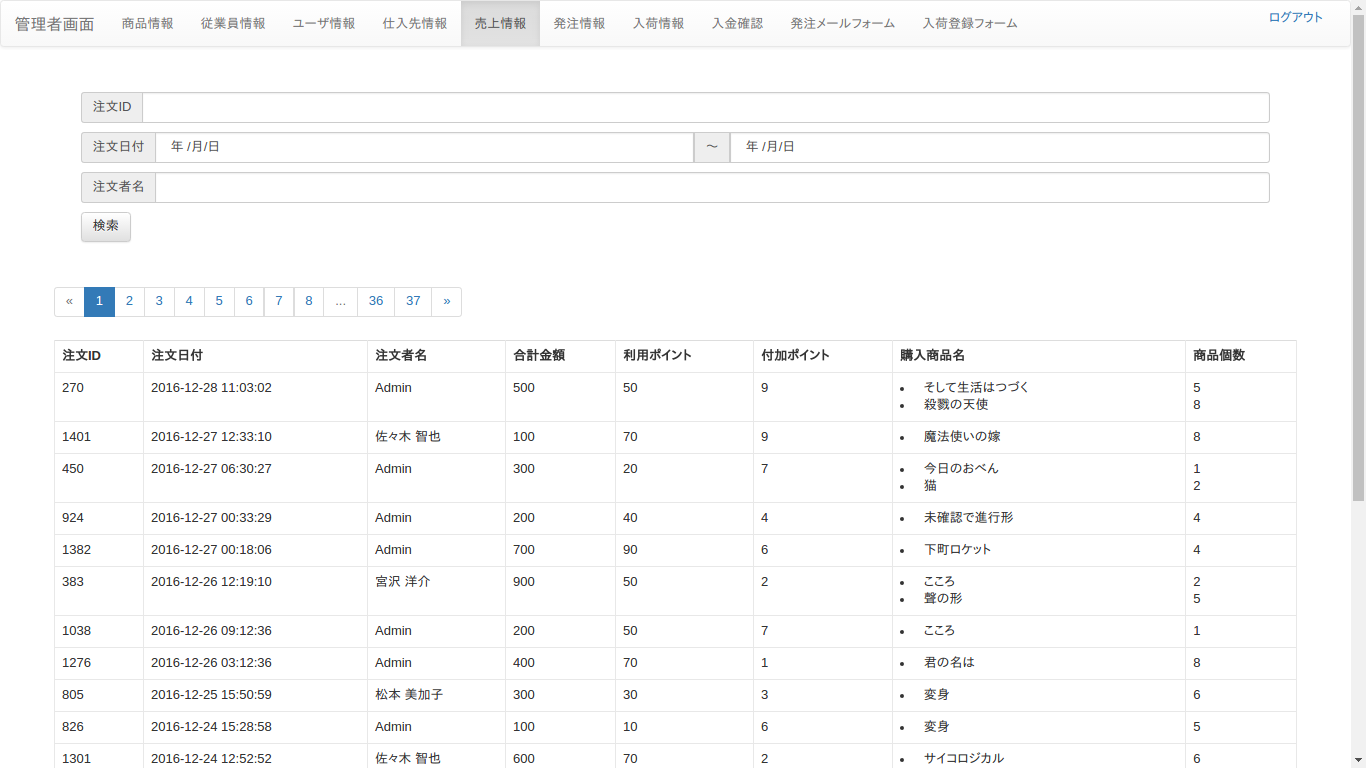 管理者画面 商品情報 従業員情報 ユーザ情報 仕入先情報 売上情報 発注情報 入荷情報 入金確認 発注メールフォーム 入荷登録フォーム ログアウト
注文ID
注文日付 年 /月/日 ～ 年 /月/日
注文者名
検索
« 1 2 3 4 5 6 7 8 ... 36 37 »
注文ID 注文日付 注文者名 合計金額 利用ポイント 付加ポイント 購入商品名 商品個数
270 2016-12-28 11:03:02 Admin 500 50 9 • そして生活はつづく 5
• 殺戮の天使 8
1401 2016-12-27 12:33:10 佐々木 智也 100 70 9 • 魔法使いの嫁 8
450 2016-12-27 06:30:27 Admin 300 20 7 • 今日のおべん 1
• 猫 2
924 2016-12-27 00:33:29 Admin 200 40 4 • 未確認で進行形 4
1382 2016-12-27 00:18:06 Admin 700 90 6 • 下町ロケット 4
383 2016-12-26 12:19:10 宮沢 洋介 900 50 2 • こころ 2
• 聲の形 5
1038 2016-12-26 09:12:36 Admin 200 50 7 • こころ 1
1276 2016-12-26 03:12:36 Admin 400 70 1 • 君の名は 8
805 2016-12-25 15:50:59 松本 美加子 300 30 3 • 変身 6
826 2016-12-24 15:28:58 Admin 100 10 6 • 変身 5
1301 2016-12-24 12:52:52 佐々木 智也 600 70 2 • サイコロジカル 6